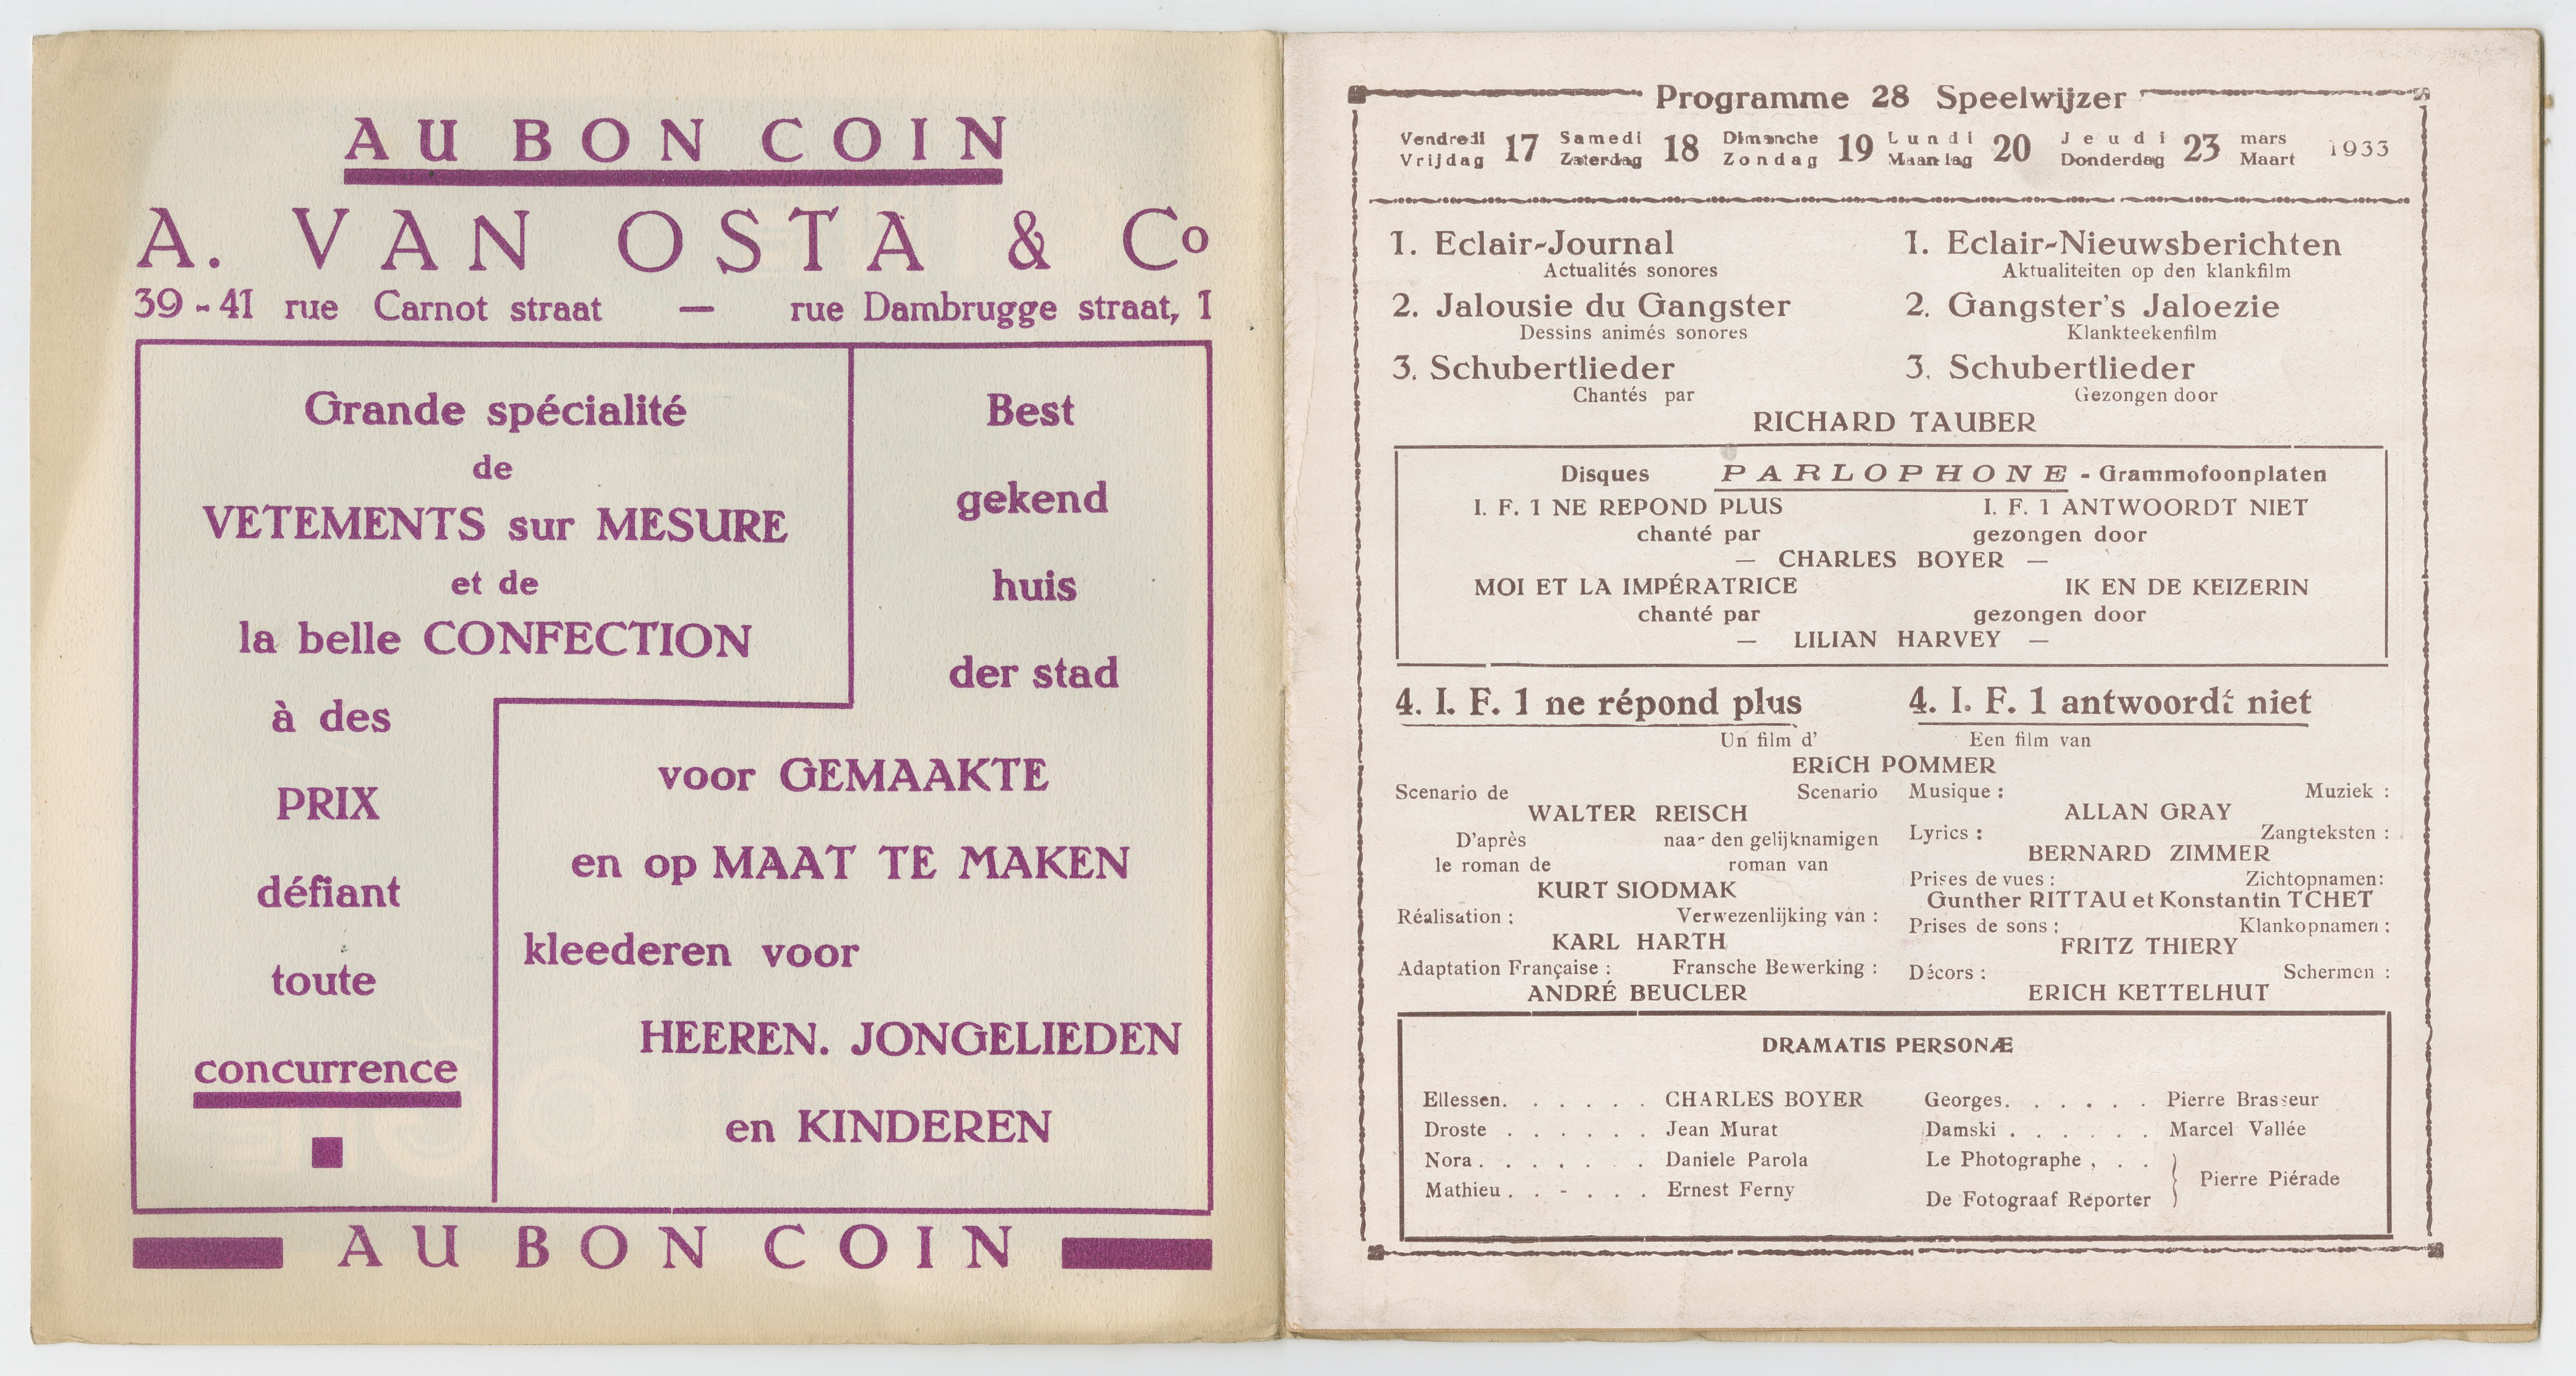 AU BON COIN
A. VAN OSTA & Co
39-41 rue Carnot straat — rue Dambrugge straat, 1
Grande spécialité
de
VETEMENTS sur MESURE
et de
la belle CONFECTION
à des
PRIX
défiant
toute
concurrence
Best
gekend
huis
der stad
voor GEMAAKTE
en op MAAT TE MAKEN
kleederen voor
HEEREN. JONGELIEDEN
en KINDEREN
AU BON COIN
Programme 28 Speelwijzer
Vendredi 17 Samedi 18 Dimanche 19 Lundi 20 Jeudi 23 mars 1933
Vrijdag Zaterdag Zondag Maandag Donderdag Maart
1. Eclair-Journal
Actualités sonores
2. Jalousie du Gangster
Dessins animés sonores
3. Schubertlieder
Chantés par
1. Eclair-Nieuwsberichten
Aktualiteiten op den klankfilm
2. Gangster's Jaloezie
Klankteekenfilm
3. Schubertlieder
Gezongen door
RICHARD TAUBER
Disques PARLOPHONE - Grammofoonplaten
I. F. 1 NE REPOND PLUS I. F. 1 ANTWOORDT NIET
chanté par gezongen door
— CHARLES BOYER —
MOI ET LA IMPÉRATRICE IK EN DE KEIZERIN
chanté par gezongen door
— LILIAN HARVEY —
4. I. F. 1 ne répond plus 4. I. F. 1 antwoordt niet
Un film d' Een film van
ERICH POMMER
Scenario de Scenario
WALTER REISCH
D'après naar den gelijknamigen
le roman de roman van
KURT SIODMAK
Réalisation : Verwezenlijking van :
KARL HARTH
Adaptation Française : Fransche Bewerking :
ANDRÉ BEUCLER
Musique : Muziek :
ALLAN GRAY
Lyrics : Zangteksten :
BERNARD ZIMMER
Prises de vues : Zichtopnamen:
Gunther RITTAU et Konstantin TCHET
Prises de sons : Klankopnamen :
FRITZ THIERY
Décors : Schermen :
ERICH KETTELHUT
DRAMATIS PERSONÆ
Ellessen. . . . . . CHARLES BOYER
Droste . . . . . . Jean Murat
Nora . . . . . . . Daniele Parola
Mathieu . . - . . . Ernest Ferny
Georges. . . . . . Pierre Brasseur
Damski . . . . . . Marcel Vallée
Le Photographe , . .
De Fotograaf Reporter
Pierre Piérade